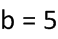 b = 5